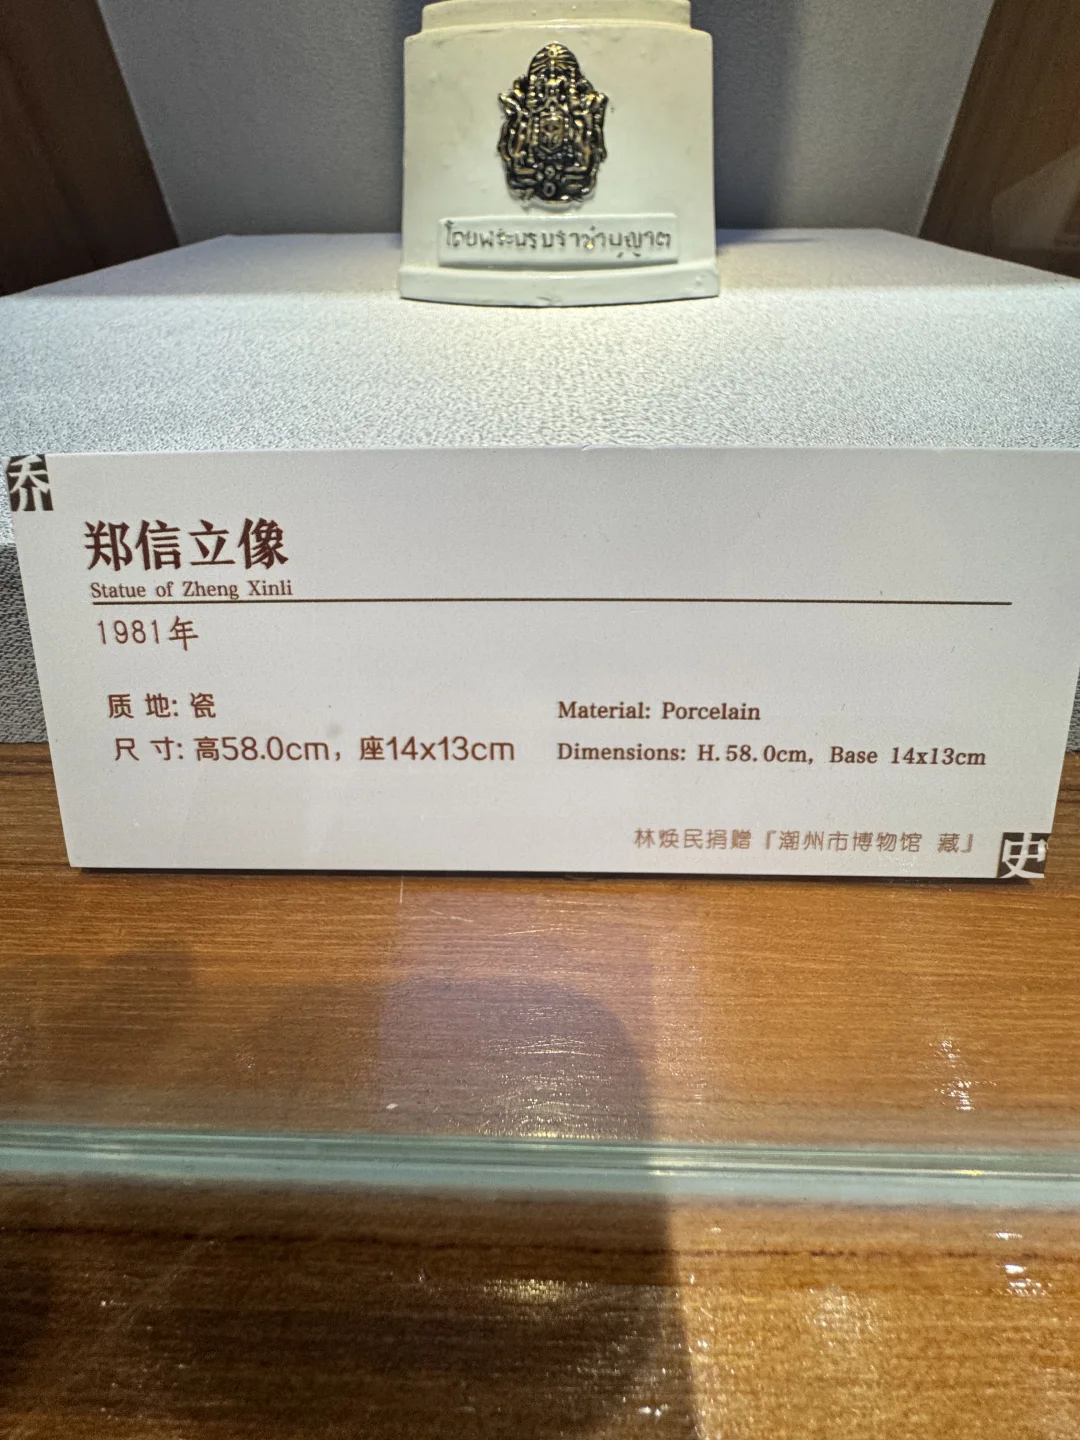 โดยพระบรมราชานุญาต
乔
郑信立像
Statue of Zheng Xinli
1981年
质 地: 瓷
Material: Porcelain
尺 寸: 高58.0cm，座14x13cm
Dimensions: H.58.0cm, Base 14x13cm
林焕民捐赠『潮州市博物馆 藏』
史